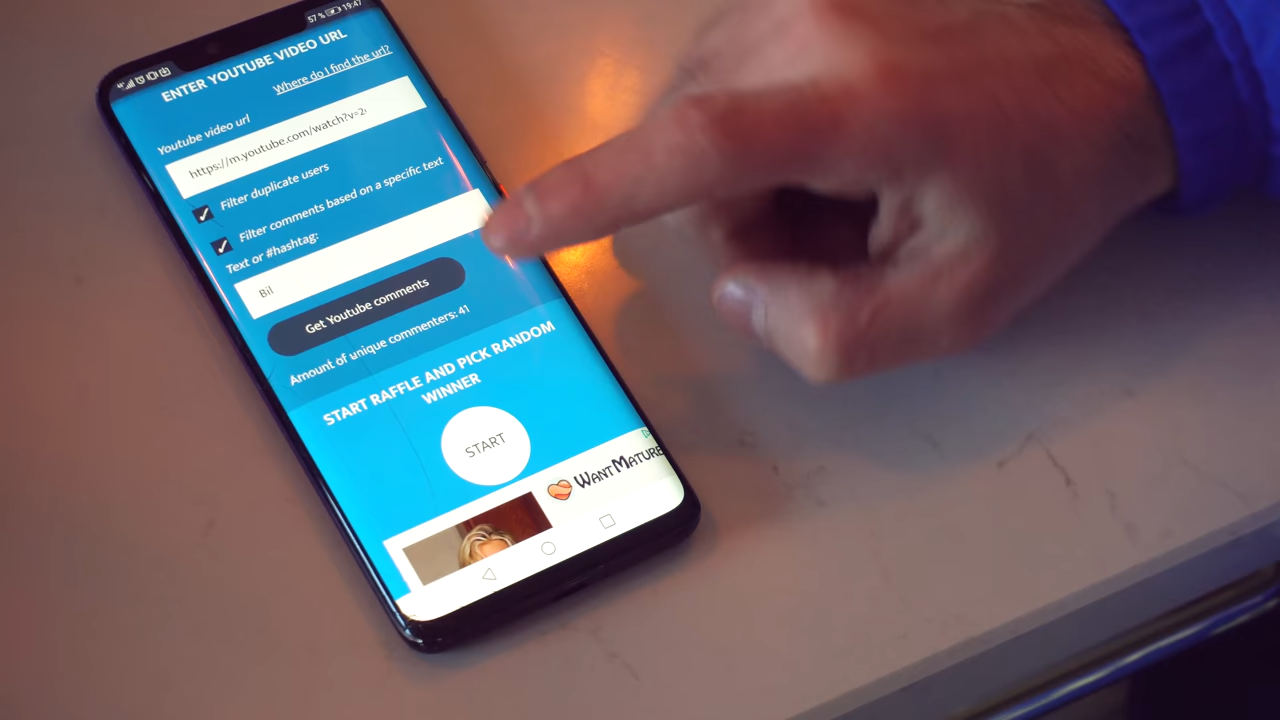 57 % 19:47
ENTER YOUTUBE VIDEO URL
Where do I find the url?
Youtube video url
https://m.youtube.com/watch?v=2
Filter duplicate users
Filter comments based on a specific text
Text or #hashtag:
Bil
Get Youtube comments
Amount of unique commenters: 41
START RAFFLE AND PICK RANDOM
WINNER
START
WANTMATURE